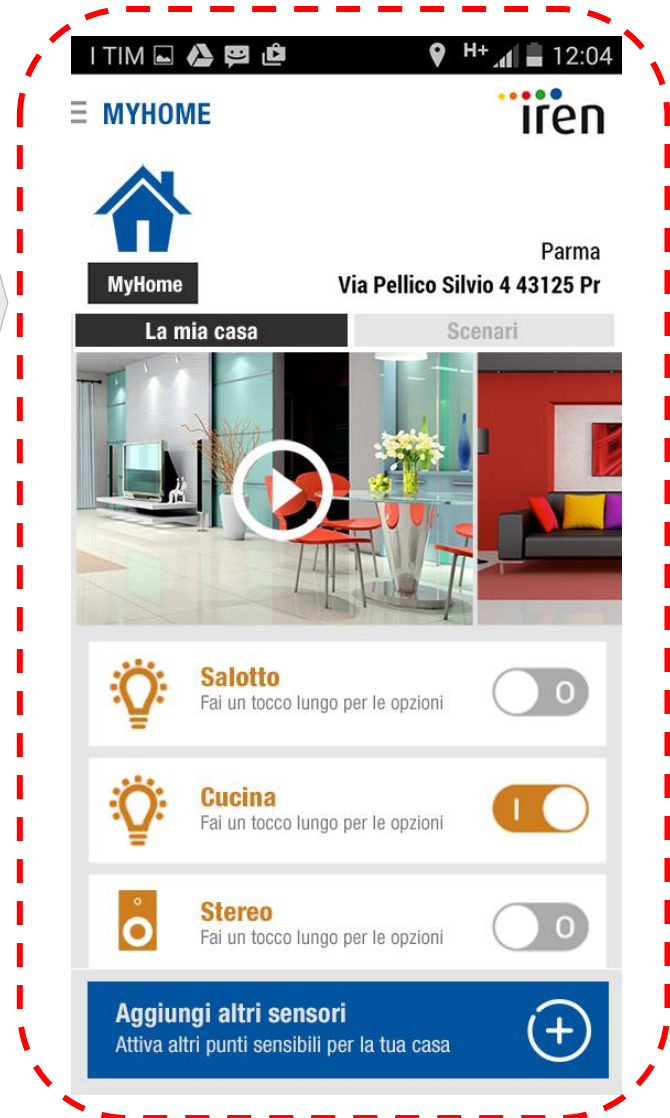 I TIM H+ 12:04
MYHOME
iren
Parma
MyHome
Via Pellico Silvio 4 43125 Pr
La mia casa
Scenari
Salotto
Fai un tocco lungo per le opzioni
O
Cucina
Fai un tocco lungo per le opzioni
I
Stereo
Fai un tocco lungo per le opzioni
O
Aggiungi altri sensori
Attiva altri punti sensibili per la tua casa